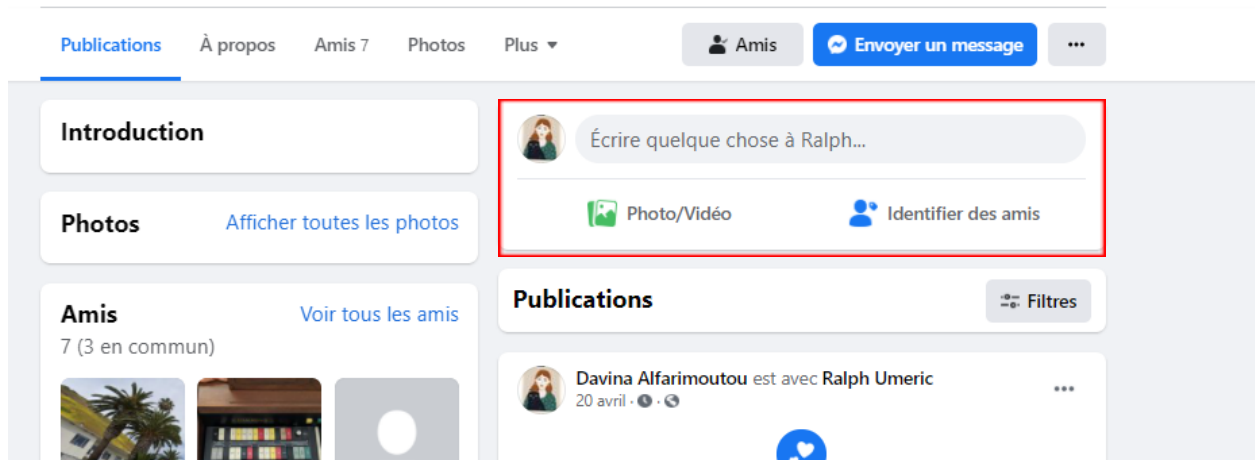 Publications À propos Amis 7 Photos Plus
Amis Envoyer un message
Introduction
Photos Afficher toutes les photos
Amis Voir tous les amis
7 (3 en commun)
Écrire quelque chose à Ralph...
Photo/Vidéo Identifier des amis
Publications Filtres
Davina Alfarimoutou est avec Ralph Umeric
20 avril